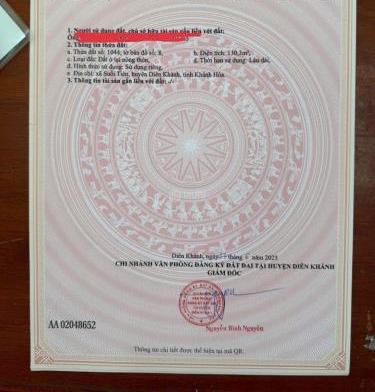 1. Người sử dụng đất, chủ sở hữu tài sản gắn liền với đất:
2. Thông tin thửa đất:
a. Thửa đất số: 1044; tờ bản đồ số: 8, b. Diện tích: 130,3m²,
c. Loại đất: Đất ở tại nông thôn, d. Thời hạn sử dụng: Lâu dài,
đ. Hình thức sử dụng: Sử dụng riêng,
e. Địa chỉ: xã Suối Tiên, huyện Diên Khánh, tỉnh Khánh Hòa.
3. Thông tin tài sản gắn liền với đất: -/-
Diên Khánh, ngày tháng năm 2025
CHI NHÁNH VĂN PHÒNG ĐĂNG KÝ ĐẤT ĐAI TẠI HUYỆN DIÊN KHÁNH
GIÁM ĐỐC
Nguyễn Bình Nguyên
AA 02048652
Thông tin chi tiết được thể hiện tại mã QR.